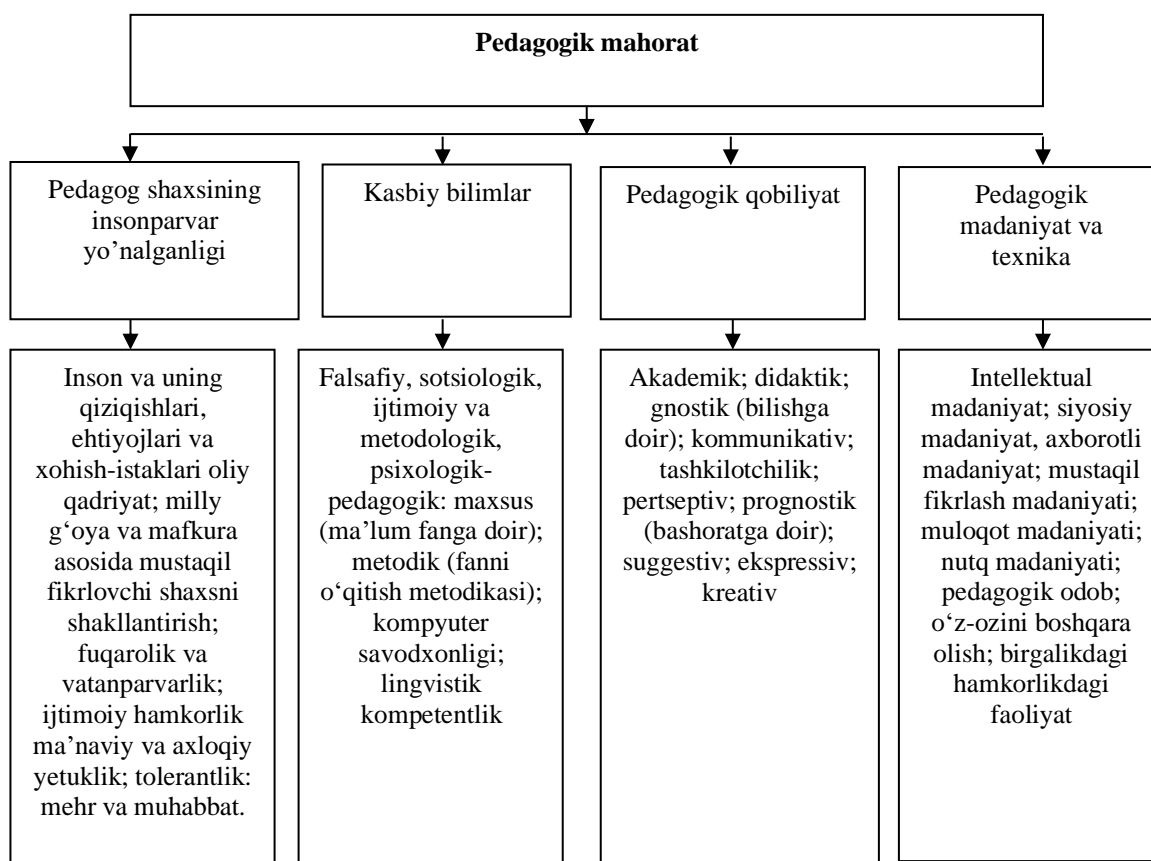 Pedagogik mahorat
Pedagog shaxsining
insonparvar
yo’nalganligi
Kasbiy bilimlar
Pedagogik qobiliyat
Pedagogik
madaniyat va
texnika
Inson va uning
qiziqishlari,
ehtiyojlari va
xohish-istaklari oliy
qadriyat; milly
g‘oya va mafkura
asosida mustaqil
fikrlovchi shaxsni
shakllantirish;
fuqarolik va
vatanparvarlik;
ijtimoiy hamkorlik
ma’naviy va axloqiy
yetuklik; tolerantlik:
mehr va muhabbat.
Falsafiy, sotsiologik,
ijtimoiy va
metodologik,
psixologik-
pedagogik: maxsus
(ma’lum fanga doir);
metodik (fanni
o‘qitish metodikasi);
kompyuter
savodxonligi;
lingvistik
kompetentlik
Akademik; didaktik;
gnostik (bilishga
doir); kommunikativ;
tashkilotchilik;
pertseptiv; prognostik
(bashoratga doir);
suggestiv; ekspressiv;
kreativ
Intellektual
madaniyat; siyosiy
madaniyat, axborotli
madaniyat; mustaqil
fikrlash madaniyati;
muloqot madaniyati;
nutq madaniyati;
pedagogik odob;
o‘z-ozini boshqara
olish; birgalikdagi
hamkorlikdagi
faoliyat